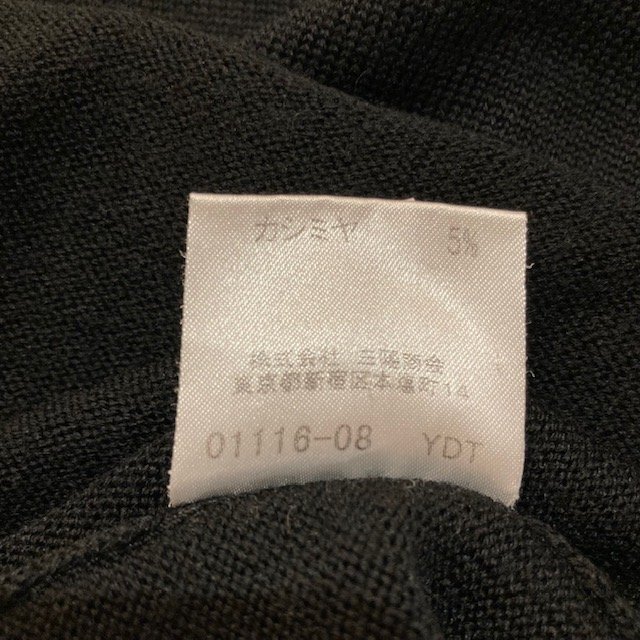 カシミヤ 5%
株式会社 三陽商会
東京都新宿区本塩町14
01116-08 YDT